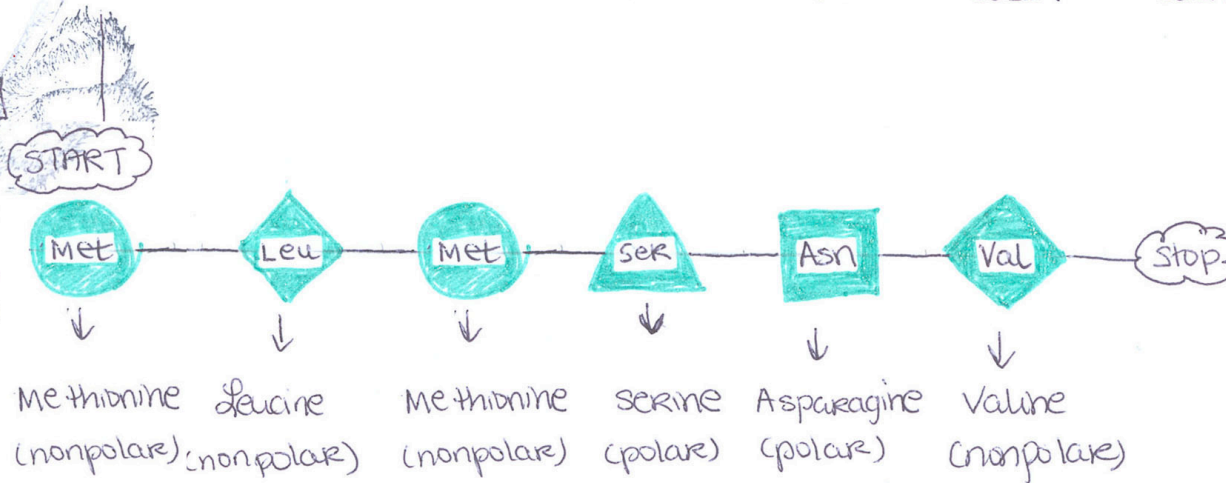 START
Met Leu Met Ser Asn Val Stop
Methionine Leucine Methionine Serine Asparagine Valine
(nonpolar) (nonpolar) (nonpolar) (polar) (polar) (nonpolar)